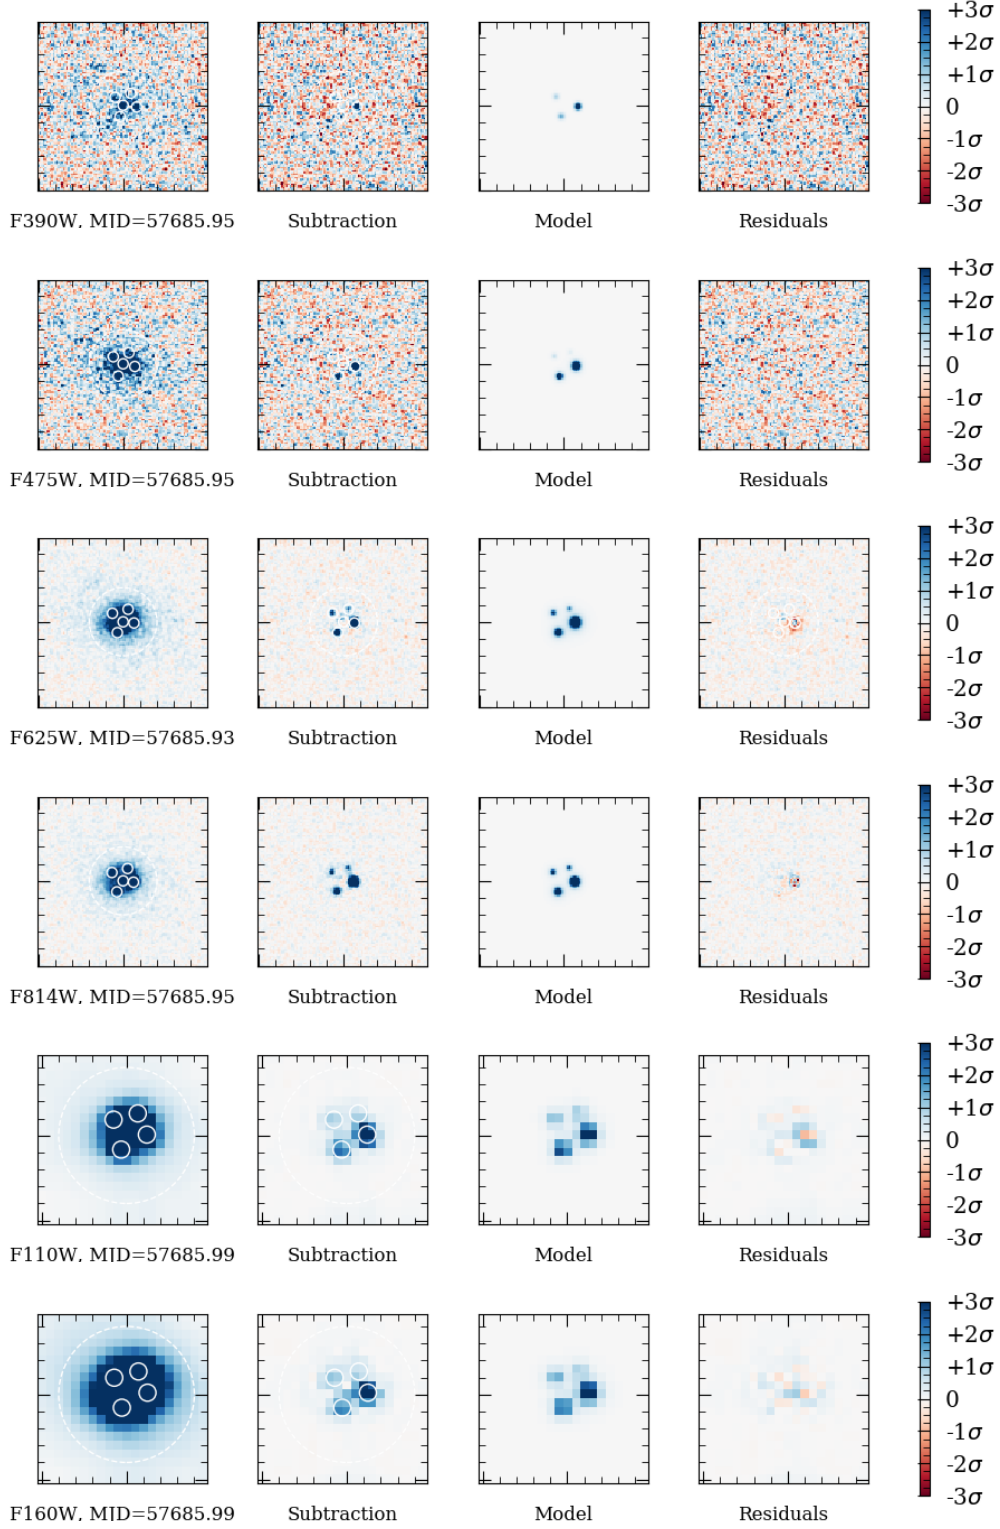 +3σ
+2σ
+1σ
0
-1σ
-2σ
-3σ
F390W, MJD=57685.95 Subtraction Model Residuals
+3σ
+2σ
+1σ
0
-1σ
-2σ
-3σ
F475W, MJD=57685.95 Subtraction Model Residuals
+3σ
+2σ
+1σ
0
-1σ
-2σ
-3σ
F625W, MJD=57685.93 Subtraction Model Residuals
+3σ
+2σ
+1σ
0
-1σ
-2σ
-3σ
F814W, MJD=57685.95 Subtraction Model Residuals
+3σ
+2σ
+1σ
0
-1σ
-2σ
-3σ
F110W, MJD=57685.99 Subtraction Model Residuals
+3σ
+2σ
+1σ
0
-1σ
-2σ
-3σ
F160W, MJD=57685.99 Subtraction Model Residuals